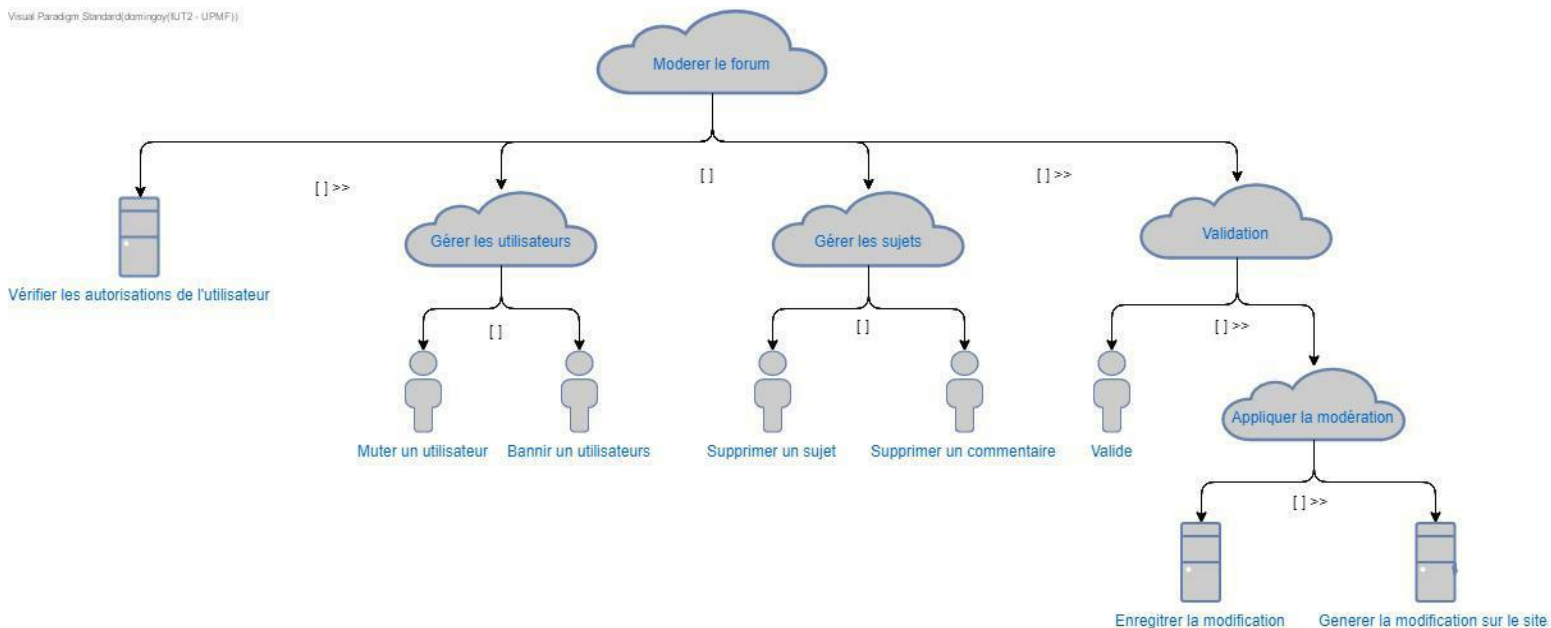 Visual Paradigm Standard(domingoy(IUT2 - UPMF))
Moderer le forum
[ ] >>
[ ]
[ ] >>
Gérer les utilisateurs
Gérer les sujets
Validation
Vérifier les autorisations de l'utilisateur
[ ]
[ ]
[ ] >>
Muter un utilisateur
Bannir un utilisateurs
Supprimer un sujet
Supprimer un commentaire
Valide
Appliquer la modération
[ ] >>
Enregitrer la modification
Generer la modification sur le site